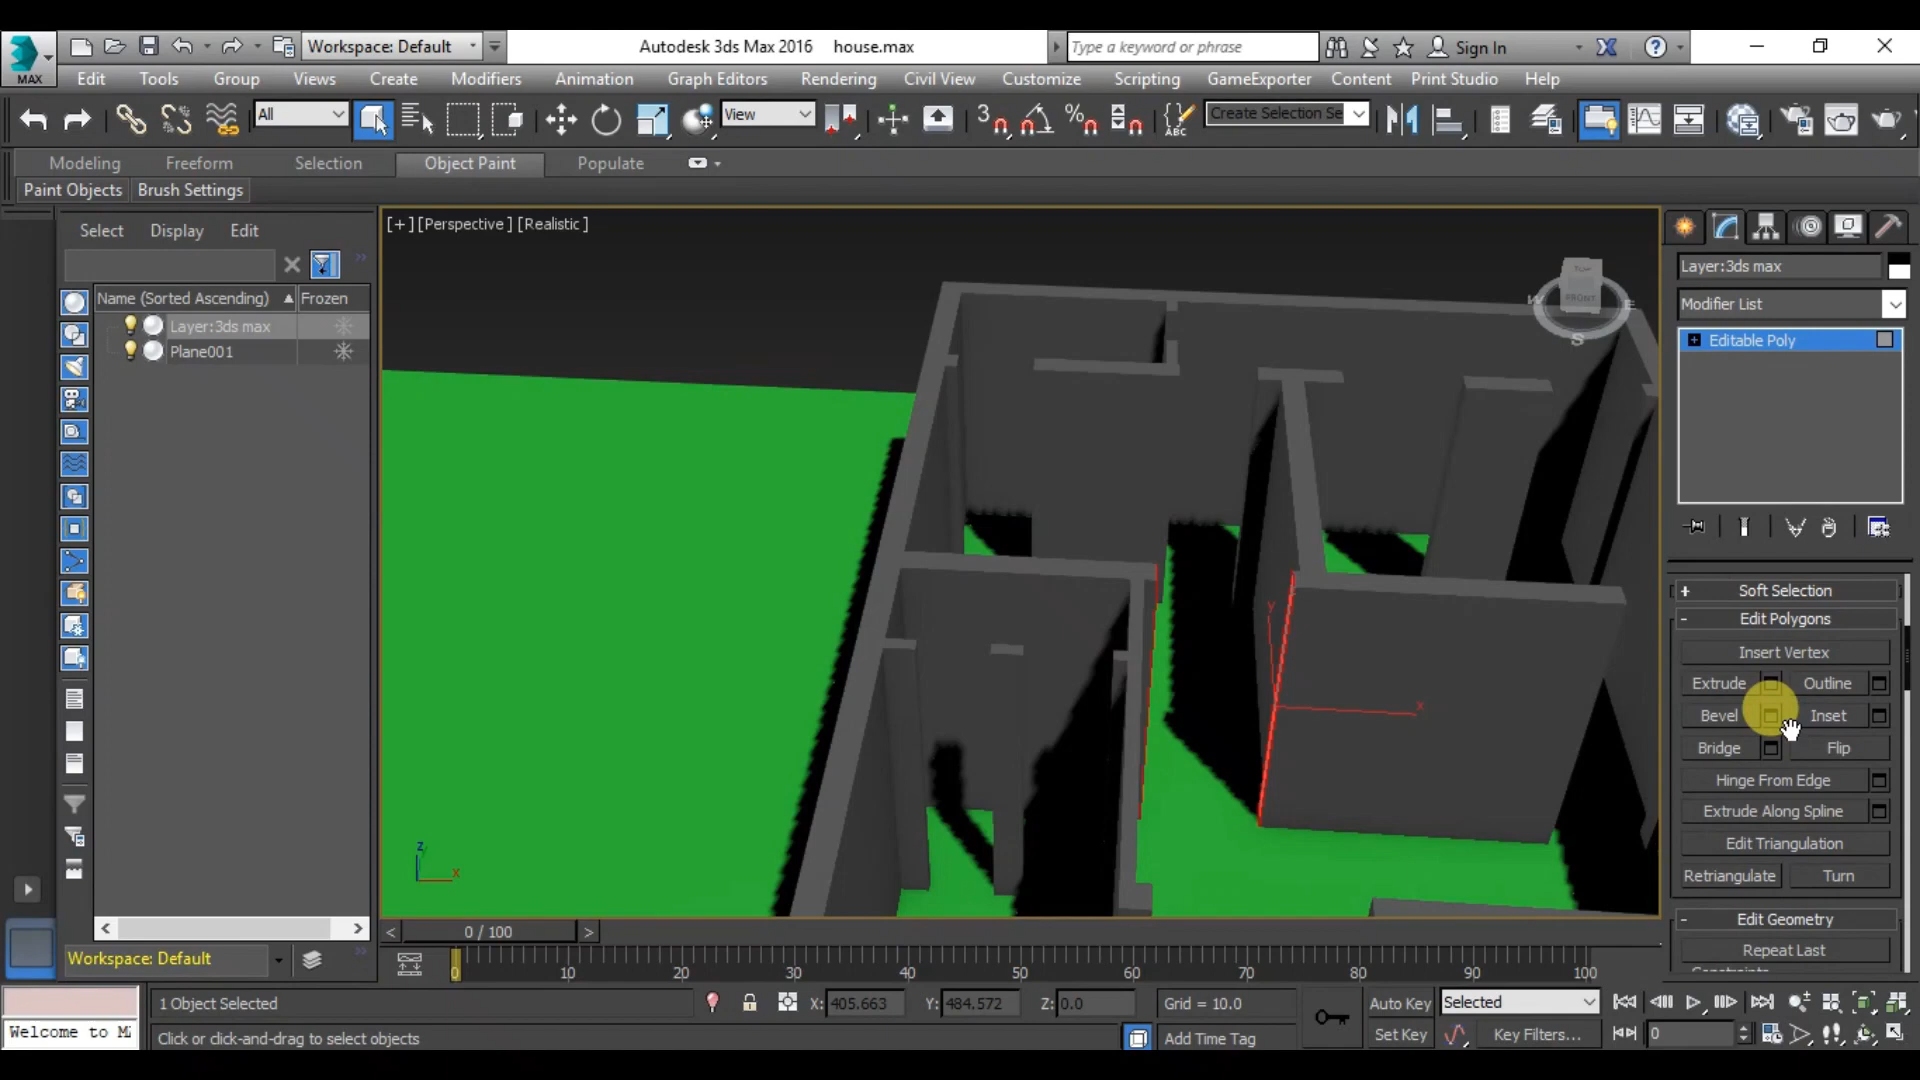 MAX
Workspace: Default
Autodesk 3ds Max 2016 house.max
Type a keyword or phrase
Sign In
Edit Tools Group Views Create Modifiers Animation Graph Editors Rendering Civil View Customize Scripting GameExporter Content Print Studio Help
All
View
3
ABC
Create Selection Se
Modeling Freeform Selection Object Paint Populate
Paint Objects Brush Settings
Select Display Edit
Name (Sorted Ascending) Frozen
Layer:3ds max
Plane001
[+][Perspective][Realistic]
TOP
FRONT
W E
S
y
x
z
x
Layer:3ds max
Modifier List
Editable Poly
+ Soft Selection
- Edit Polygons
Insert Vertex
Extrude Outline
Bevel Inset
Bridge Flip
Hinge From Edge
Extrude Along Spline
Edit Triangulation
Retriangulate Turn
- Edit Geometry
Repeat Last
< 0 / 100 >
Workspace: Default
0 10 20 30 40 50 60 70 80 90 100
1 Object Selected
X: 405.663 Y: 484.572 Z: 0.0 Grid = 10.0
Auto Key Selected
Welcome to M
Click or click-and-drag to select objects
Add Time Tag
Set Key Key Filters...
0